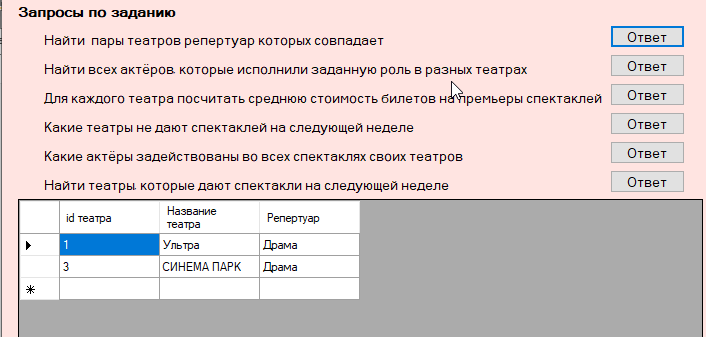 Запросы по заданию
Найти пары театров репертуар которых совпадает Ответ
Найти всех актёров, которые исполнили заданную роль в разных театрах Ответ
Для каждого театра посчитать среднюю стоимость билетов на премьеры спектаклей Ответ
Какие театры не дают спектаклей на следующей неделе Ответ
Какие актёры задействованы во всех спектаклях своих театров Ответ
Найти театры, которые дают спектакли на следующей неделе Ответ
id театра Название театра Репертуар
1 Ультра Драма
3 СИНЕМА ПАРК Драма